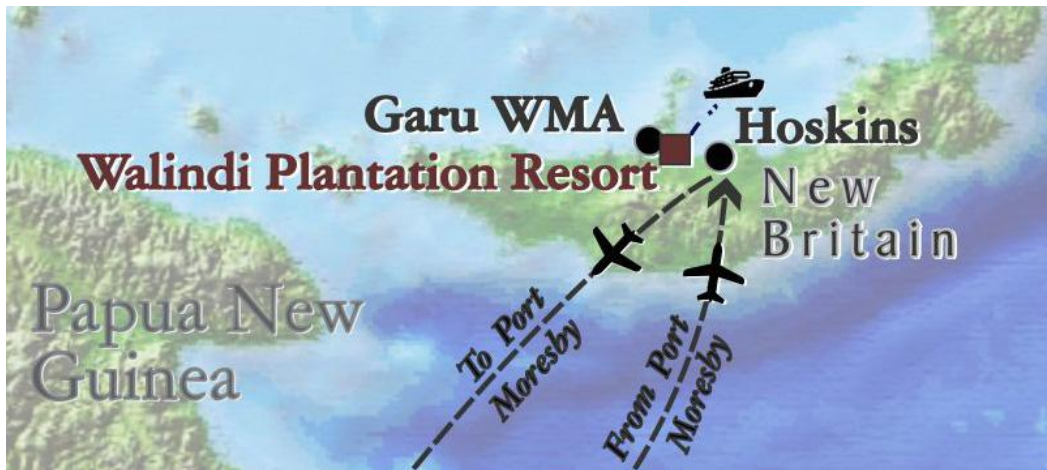 Garu WMA
Hoskins
Walindi Plantation Resort
New
Britain
Papua New
Guinea
To Port
Moresby
From Port
Moresby